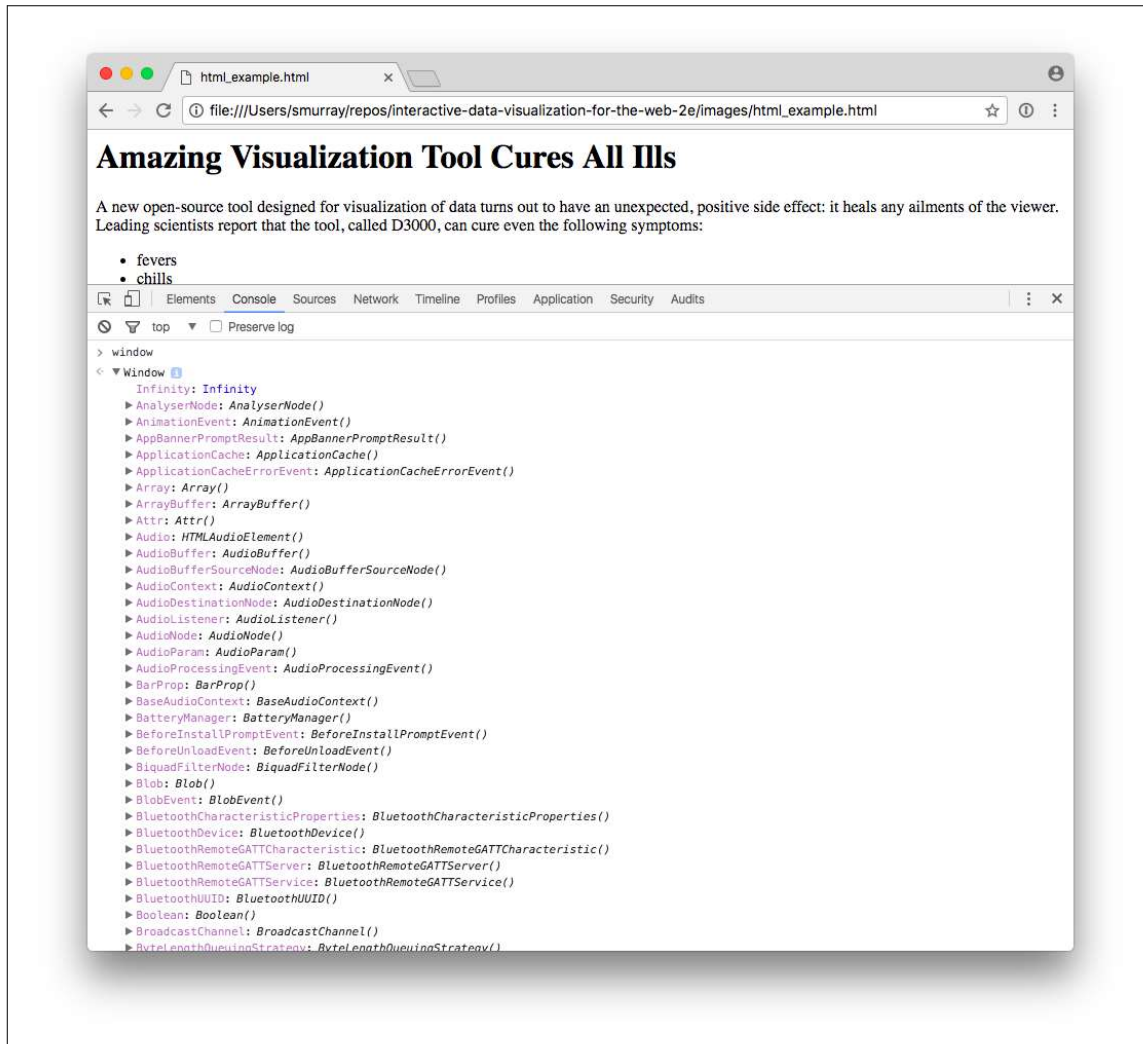 html_example.html
file:///Users/smurray/repos/interactive-data-visualization-for-the-web-2e/images/html_example.html
Amazing Visualization Tool Cures All Ills
A new open-source tool designed for visualization of data turns out to have an unexpected, positive side effect: it heals any ailments of the viewer.
Leading scientists report that the tool, called D3000, can cure even the following symptoms:
• fevers
• chills
Elements Console Sources Network Timeline Profiles Application Security Audits
top ▼ Preserve log
> window
Window
Infinity: Infinity
AnalyserNode: AnalyserNode()
AnimationEvent: AnimationEvent()
AppBannerPromptResult: AppBannerPromptResult()
ApplicationCache: ApplicationCache()
ApplicationCacheErrorEvent: ApplicationCacheErrorEvent()
Array: Array()
ArrayBuffer: ArrayBuffer()
Attr: Attr()
Audio: HTMLAudioElement()
AudioBuffer: AudioBuffer()
AudioBufferSourceNode: AudioBufferSourceNode()
AudioContext: AudioContext()
AudioDestinationNode: AudioDestinationNode()
AudioListener: AudioListener()
AudioNode: AudioNode()
AudioParam: AudioParam()
AudioProcessingEvent: AudioProcessingEvent()
BarProp: BarProp()
BaseAudioContext: BaseAudioContext()
BatteryManager: BatteryManager()
BeforeInstallPromptEvent: BeforeInstallPromptEvent()
BeforeUnloadEvent: BeforeUnloadEvent()
BiquadFilterNode: BiquadFilterNode()
Blob: Blob()
BlobEvent: BlobEvent()
BluetoothCharacteristicProperties: BluetoothCharacteristicProperties()
BluetoothDevice: BluetoothDevice()
BluetoothRemoteGATTCharacteristic: BluetoothRemoteGATTCharacteristic()
BluetoothRemoteGATTServer: BluetoothRemoteGATTServer()
BluetoothRemoteGATTService: BluetoothRemoteGATTService()
BluetoothUUID: BluetoothUUID()
Boolean: Boolean()
BroadcastChannel: BroadcastChannel()
ByteLengthQueuingStrategy: ByteLengthQueuingStrategy()